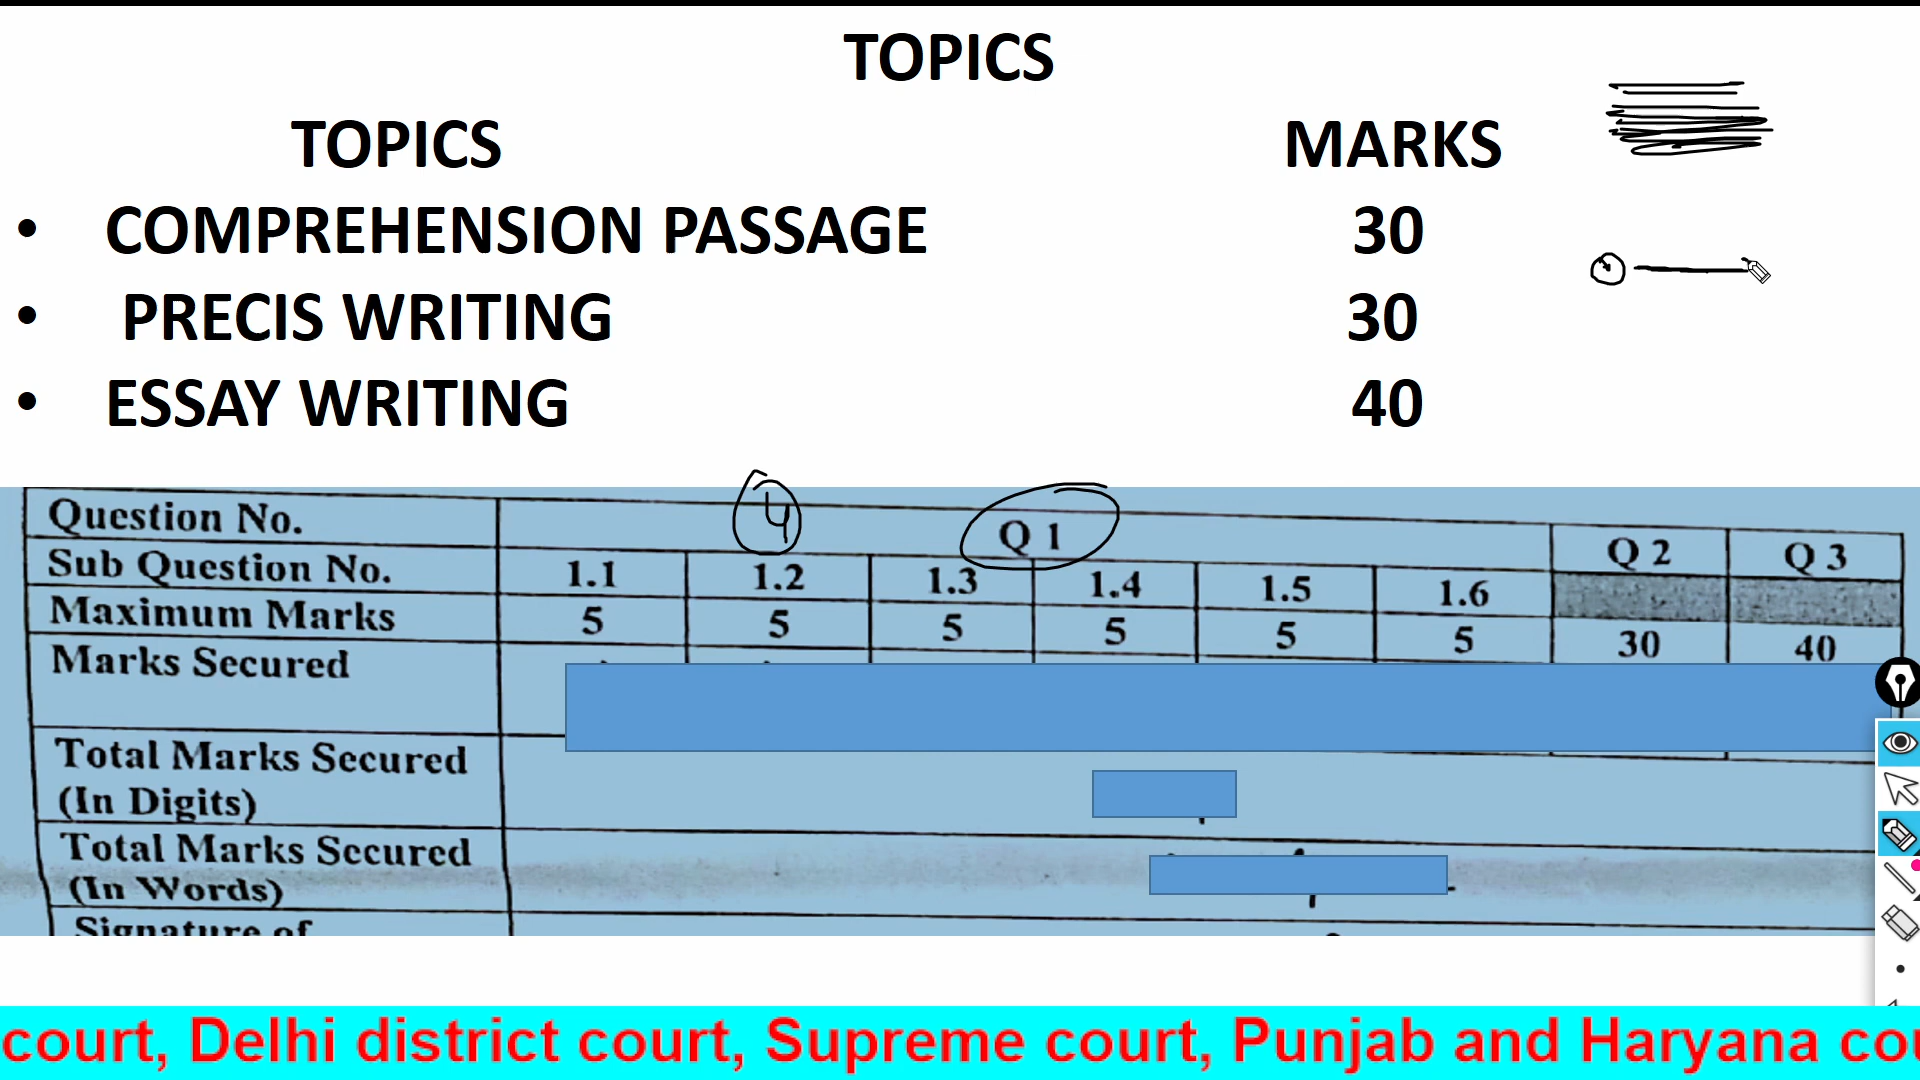 TOPICS
TOPICS MARKS
• COMPREHENSION PASSAGE 30
• PRECIS WRITING 30
• ESSAY WRITING 40
4
Question No. Q 1 Q 2 Q 3
Sub Question No. 1.1 1.2 1.3 1.4 1.5 1.6
Maximum Marks 5 5 5 5 5 5 30 40
Marks Secured
Total Marks Secured
(In Digits)
Total Marks Secured
(In Words)
Signature of
court, Delhi district court, Supreme court, Punjab and Haryana cou